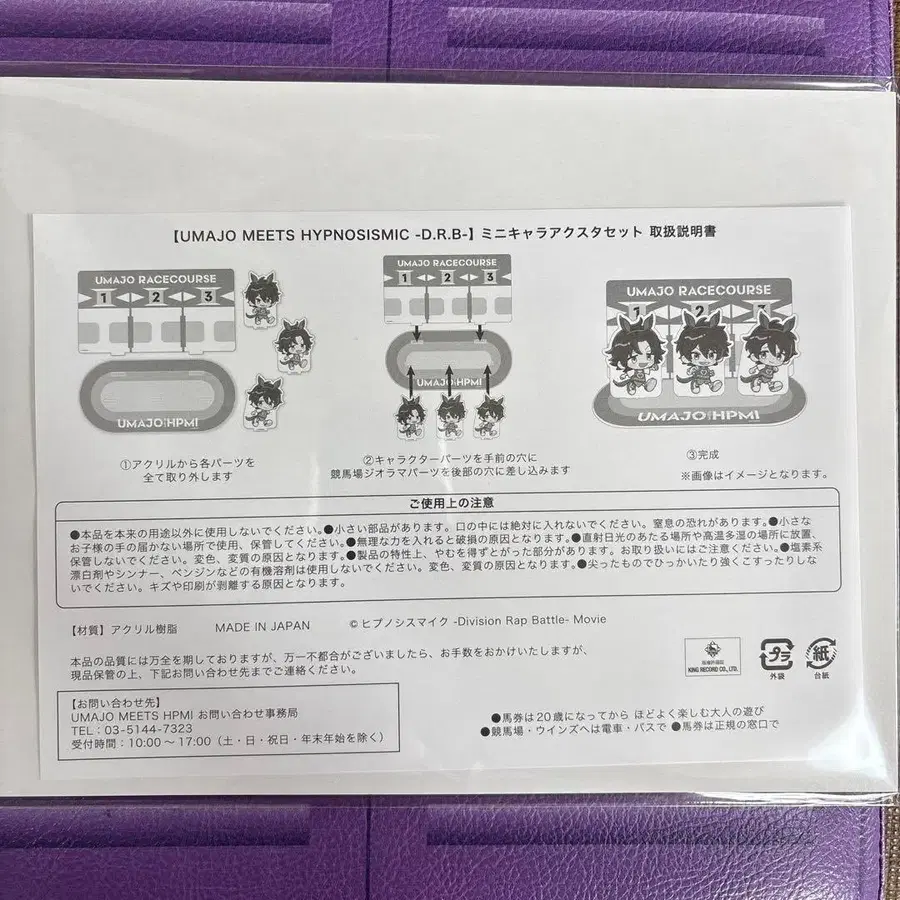 【UMAJO MEETS HYPNOSISMIC -D.R.B-】ミニキャラアクスタセット 取扱説明書
UMAJO RACECOURSE
1 2 3
UMAJO HPMI
①アクリルから各パーツを
全て取り外します
UMAJO RACECOURSE
1 2 3
UMAJO HPMI
②キャラクターパーツを手前の穴に
競馬場ジオラマパーツを後部の穴に差し込みます
UMAJO RACECOURSE
1 2 3
UMAJO HPMI
③完成
※画像はイメージとなります。
ご使用上の注意
●本品を本来の用途以外に使用しないでください。●小さい部品があります。口の中には絶対に入れないでください。窒息の恐れがあります。●小さな
お子様の手の届かない場所で使用、保管してください。●無理な力を入れると破損の原因となります。●直射日光のあたる場所や高温多湿の場所に放置、
保管しないでください。変色、変質の原因となります。●製品の特性上、やむを得ずとがった部分があります。お取り扱いにはご注意ください。●塩素系
漂白剤やシンナー、ベンジンなどの有機溶剤は使用しないでください。変色、変質の原因となります。●尖ったものでひっかいたり強くこすったりしな
いでください。キズや印刷が剥離する原因となります。
【材質】アクリル樹脂 MADE IN JAPAN © ヒプノシスマイク -Division Rap Battle- Movie
本品の品質には万全を期しておりますが、万一不都合がございましたら、お手数をおかけいたしますが、
現品保管の上、下記お問い合わせ先までご連絡ください。
KING RECORD CO., LTD.
プラ
外袋
紙
台紙
【お問い合わせ先】
UMAJO MEETS HPMI お問い合わせ事務局
TEL：03-5144-7323
受付時間：10:00～17:00（土・日・祝日・年末年始を除く）
●馬券は20歳になってから ほどよく楽しむ大人の遊び
●競馬場・ウインズへは電車・バスで ●馬券は正規の窓口で